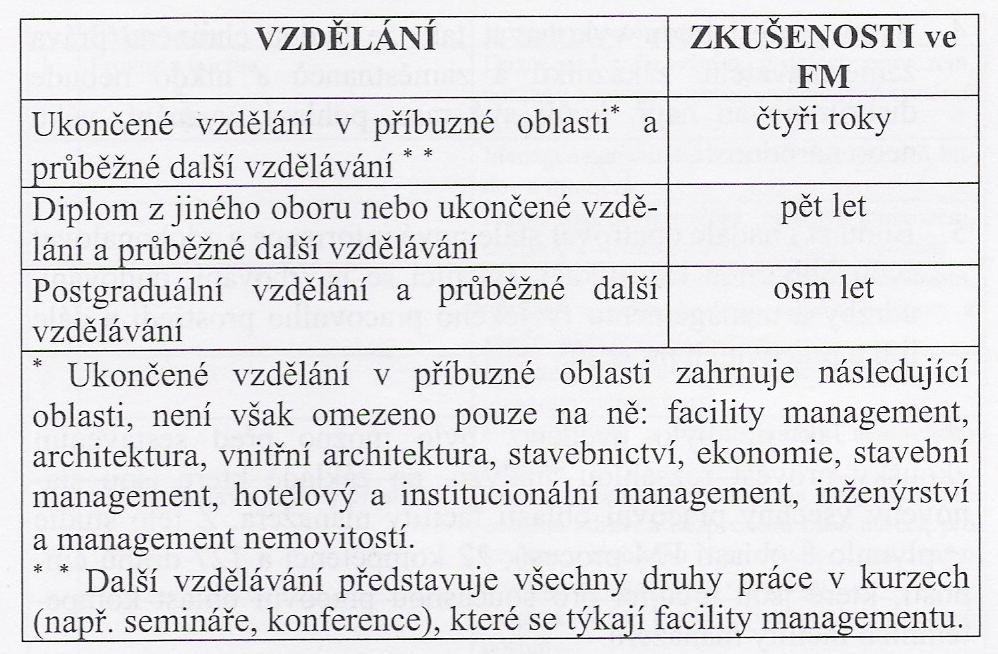 VZDĚLÁNÍ
ZKUŠENOSTI ve
FM
Ukončené vzdělání v příbuzné oblasti* a
průběžné další vzdělávání * *
čtyři roky
Diplom z jiného oboru nebo ukončené vzdě-
lání a průběžné další vzdělávání
pět let
Postgraduální vzdělání a průběžné další
vzdělávání
osm let
* Ukončené vzdělání v příbuzné oblasti zahrnuje následující
oblasti, není však omezeno pouze na ně: facility management,
architektura, vnitřní architektura, stavebnictví, ekonomie, stavební
management, hotelový a institucionální management, inženýrství
a management nemovitostí.
* * Další vzdělávání představuje všechny druhy práce v kurzech
(např. semináře, konference), které se týkají facility managementu.